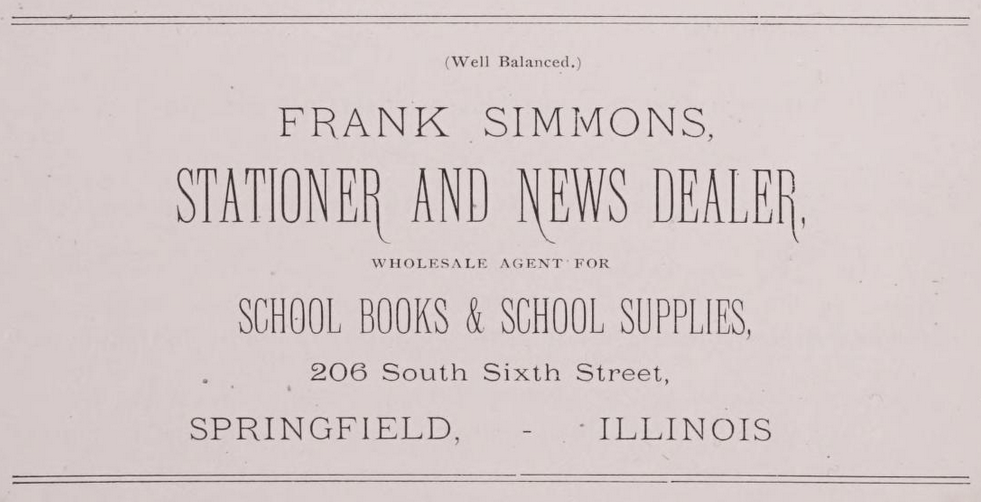 (Well Balanced.)
FRANK SIMMONS,
STATIONER AND NEWS DEALER,
WHOLESALE AGENT FOR
SCHOOL BOOKS & SCHOOL SUPPLIES,
206 South Sixth Street,
SPRINGFIELD, - ILLINOIS